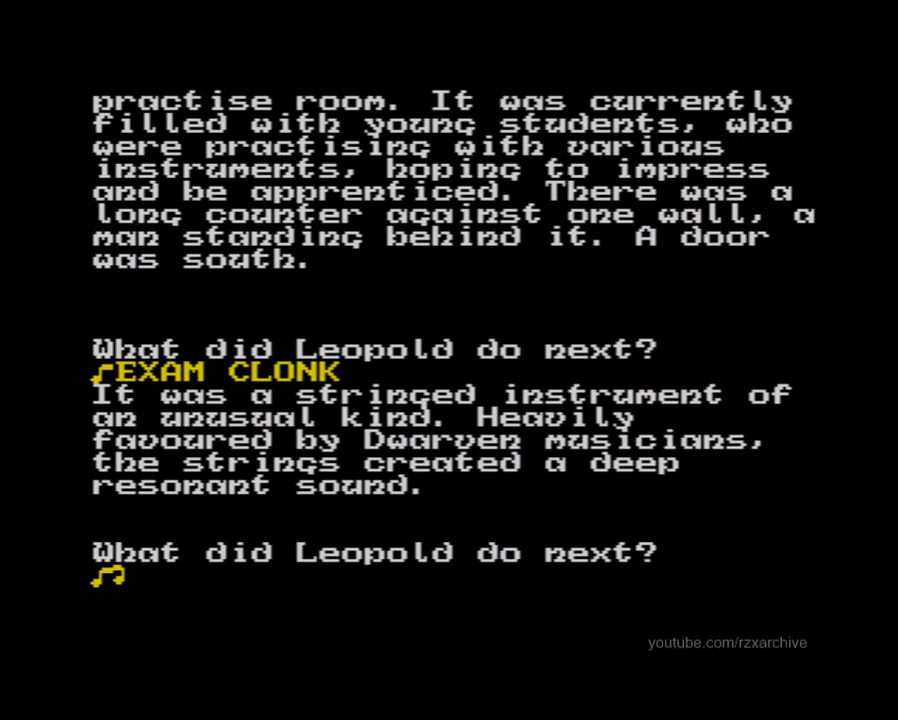 practise room. It was currently
filled with young students, who
were practising with various
instruments, hoping to impress
and be apprenticed. There was a
long counter against one wall, a
man standing behind it. A door
was south.
What did Leopold do next?
♪EXAM CLONK
It was a stringed instrument of
an unusual kind. Heavily
favoured by Dwarven musicians,
the strings created a deep
resonant sound.
What did Leopold do next?
♪
youtube.com/rzxarchive